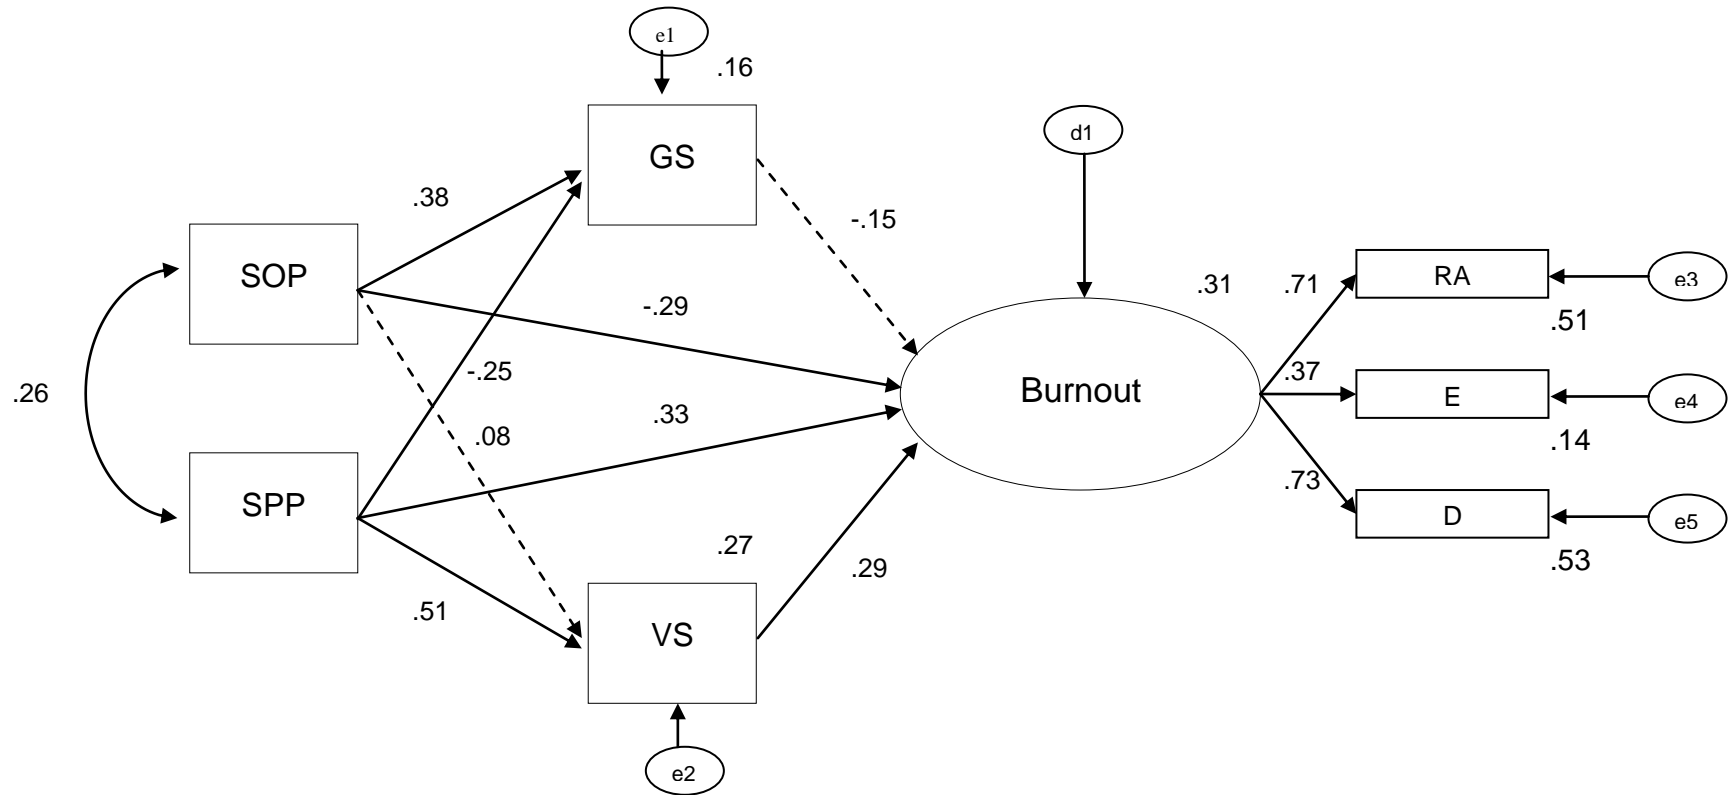 e1
.16
d1
GS
.38
-.15
SOP
RA
e3
.31
.71
-.29
.51
-.25
.37
.26
Burnout
E
e4
.33
.08
.14
SPP
.73
D
e5
.27
.29
.53
.51
VS
e2